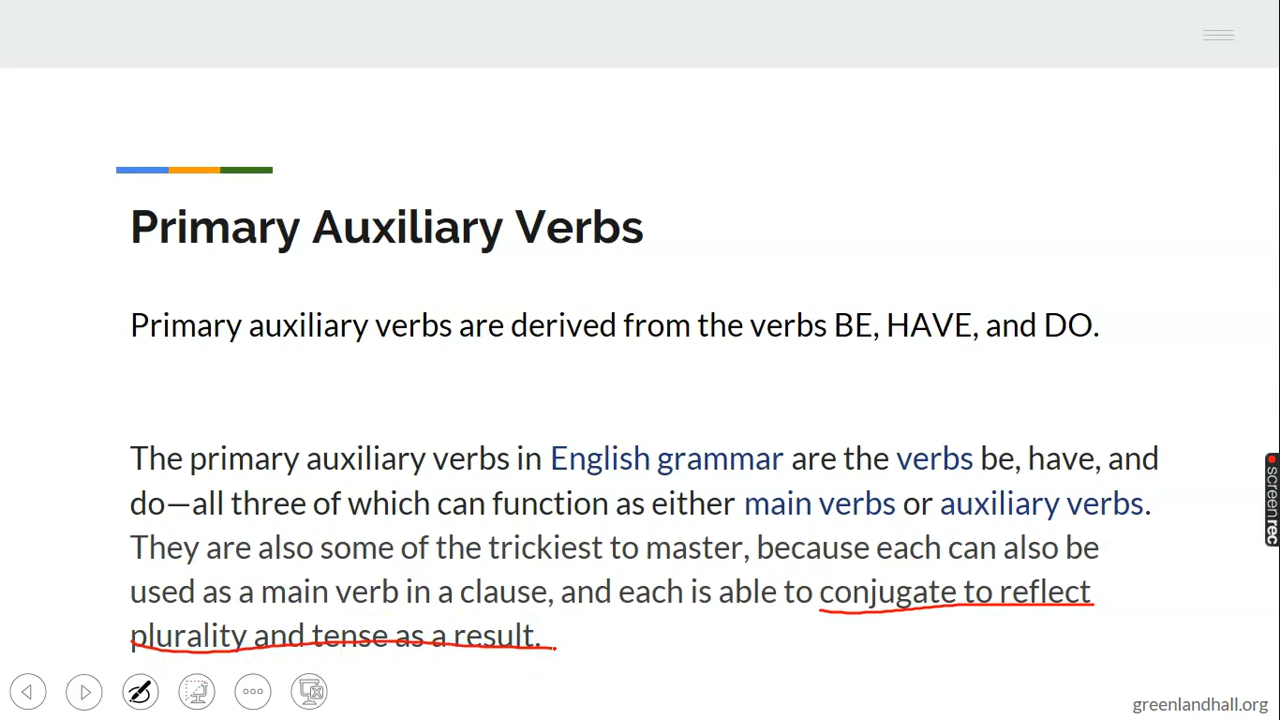 Primary Auxiliary Verbs
Primary auxiliary verbs are derived from the verbs BE, HAVE, and DO.
The primary auxiliary verbs in English grammar are the verbs be, have, and
do—all three of which can function as either main verbs or auxiliary verbs.
They are also some of the trickiest to master, because each can also be
used as a main verb in a clause, and each is able to conjugate to reflect
plurality and tense as a result.
screenrec
greenlandhall.org